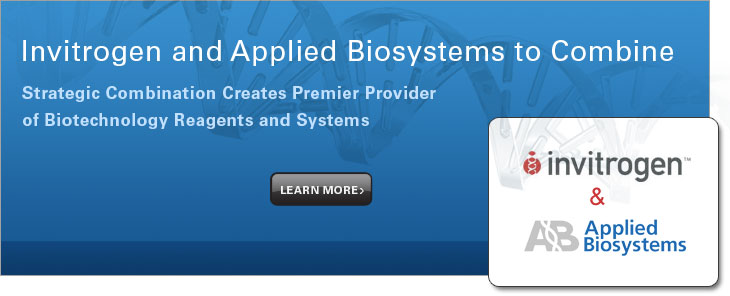 Invitrogen and Applied Biosystems to Combine
Strategic Combination Creates Premier Provider
of Biotechnology Reagents and Systems
LEARN MORE>
invitrogen™
&
AB Applied
Biosystems